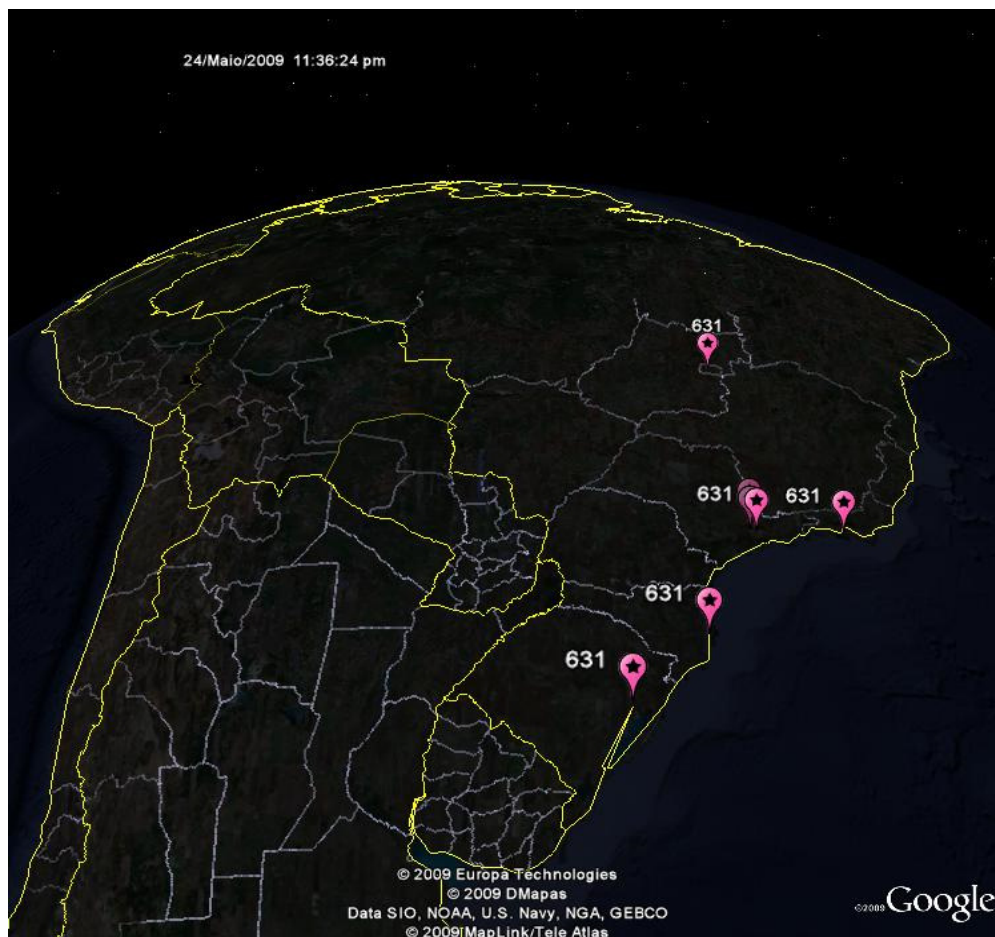 24/Maio/2009 11:36:24 pm
631
631
631
631
631
© 2009 Europa Technologies
© 2009 DMapas
Data SIO, NOAA, U.S. Navy, NGA, GEBCO
© 2009 MapLink/Tele Atlas
©2009 Google